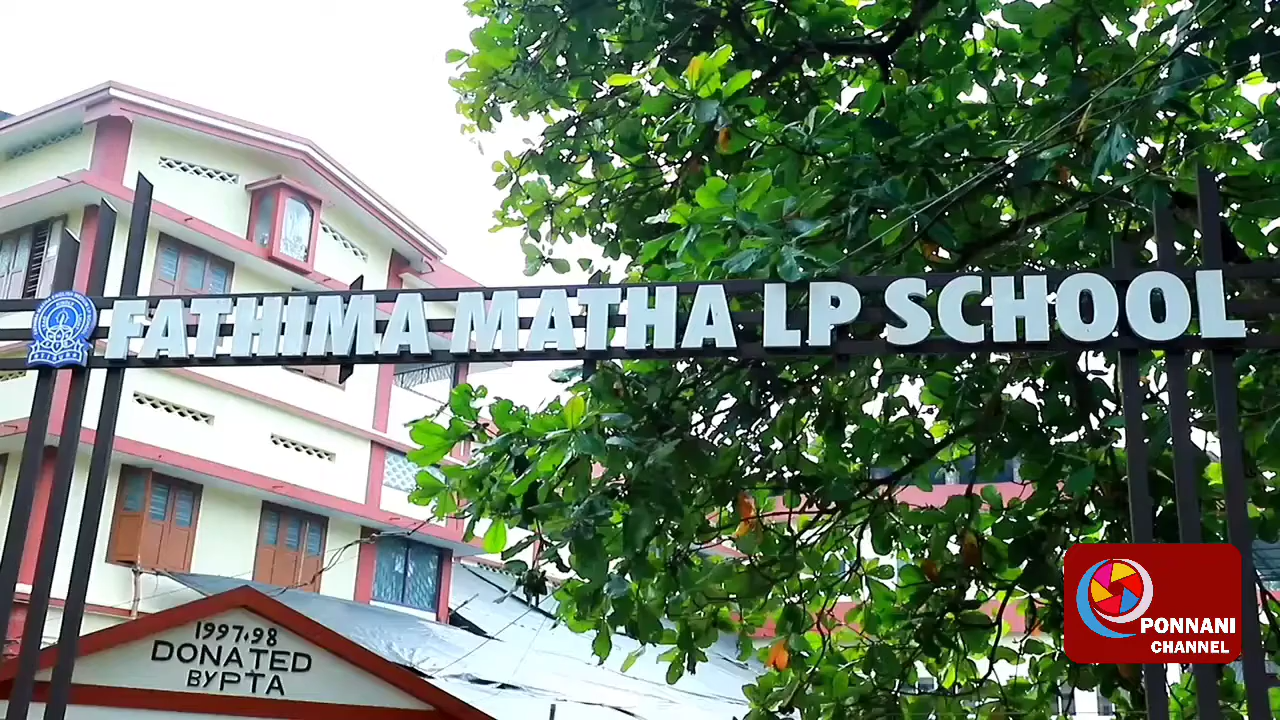 FATHIMA MATHA LP SCHOOL
1997-98
DONATED
BY PTA
PONNANI
CHANNEL